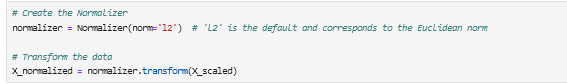 # Create the Normalizer
normalizer = Normalizer(norm='l2')  # 'L2' is the default and corresponds to the Euclidean norm
# Transform the data
X_normalized = normalizer.transform(X_scaled)